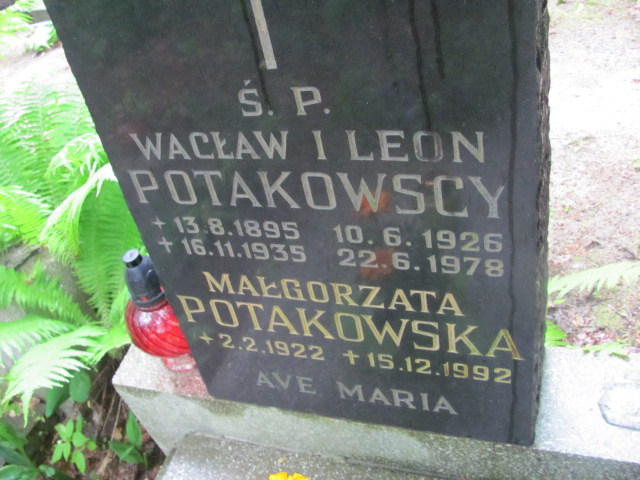 Ś. P.
WACŁAW I LEON
POTAKOWSCY
+ 13.8.1895 10.6.1926
+ 16.11.1935 22.6.1978
MAŁGORZATA
POTAKOWSKA
+ 2.2.1922 + 15.12.1992
AVE MARIA